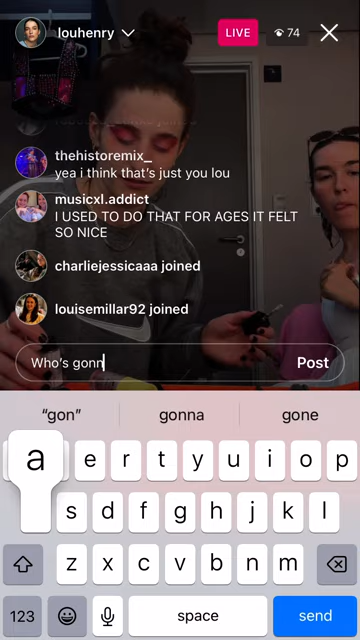 louhenry
LIVE
74
thehistoremix_
yea i think that's just you lou
musicxl.addict
I USED TO DO THAT FOR AGES IT FELT
SO NICE
charliejessicaaa joined
louisemillar92 joined
Who's gonn
Post
“gon”
gonna
gone
a
e r t y u i o p
s d f g h j k l
z x c v b n m
123
space
send